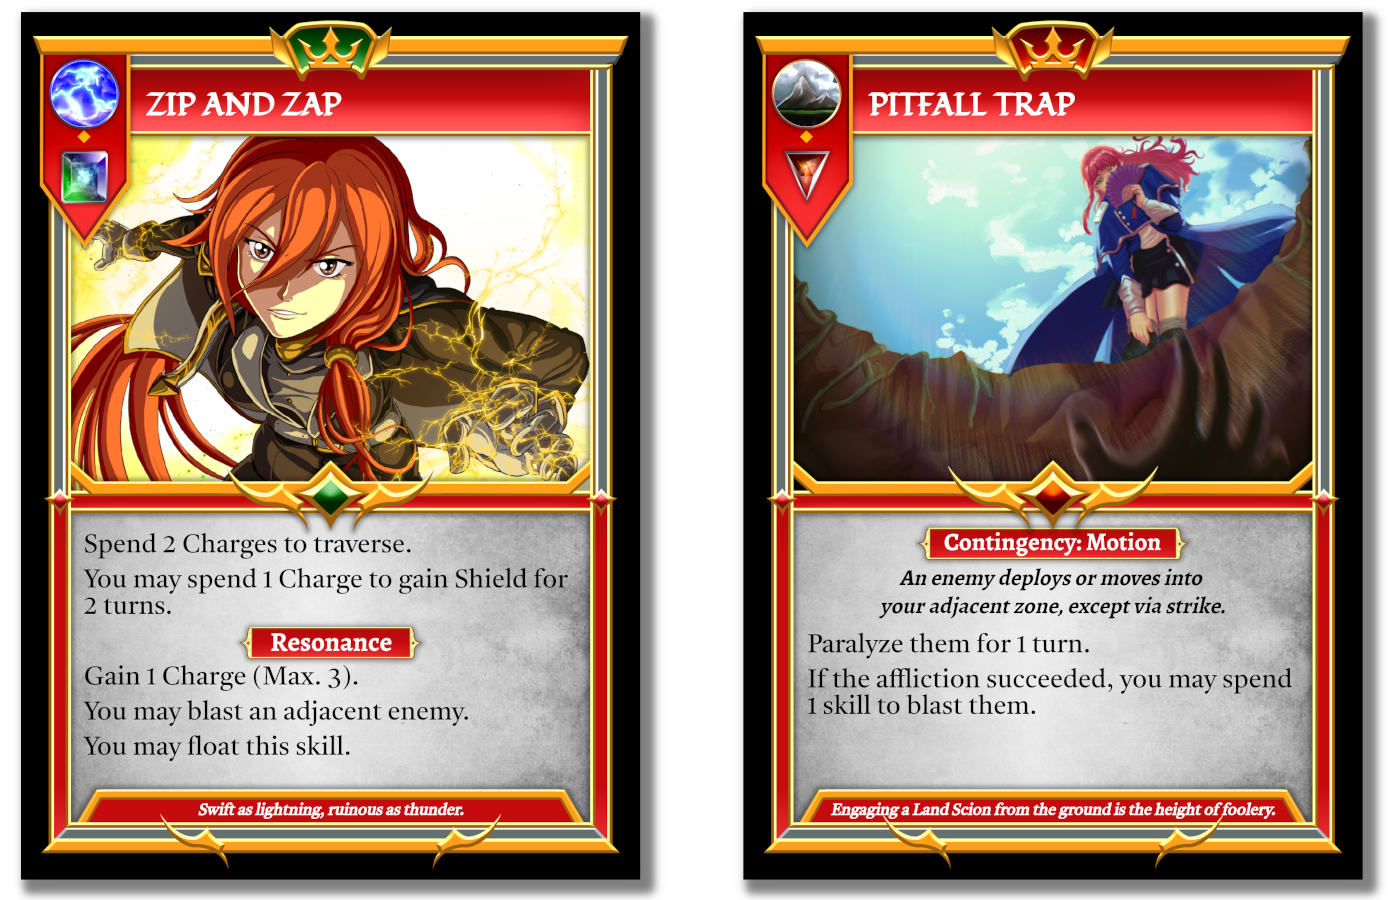 ZIP AND ZAP
Spend 2 Charges to traverse.
You may spend 1 Charge to gain Shield for
2 turns.
Resonance
Gain 1 Charge (Max. 3).
You may blast an adjacent enemy.
You may float this skill.
Swift as lightning, ruinous as thunder.
PITFALL TRAP
Contingency: Motion
An enemy deploys or moves into
your adjacent zone, except via strike.
Paralyze them for 1 turn.
If the affliction succeeded, you may spend
1 skill to blast them.
Engaging a Land Scion from the ground is the height of foolery.